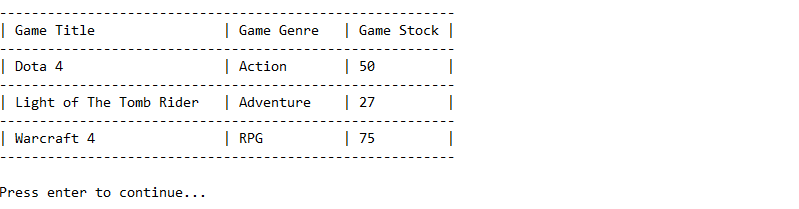 ---------------------------------------------------------
| Game Title                | Game Genre   | Game Stock |
---------------------------------------------------------
| Dota 4                    | Action       | 50         |
---------------------------------------------------------
| Light of The Tomb Rider   | Adventure    | 27         |
---------------------------------------------------------
| Warcraft 4                | RPG          | 75         |
---------------------------------------------------------
Press enter to continue...